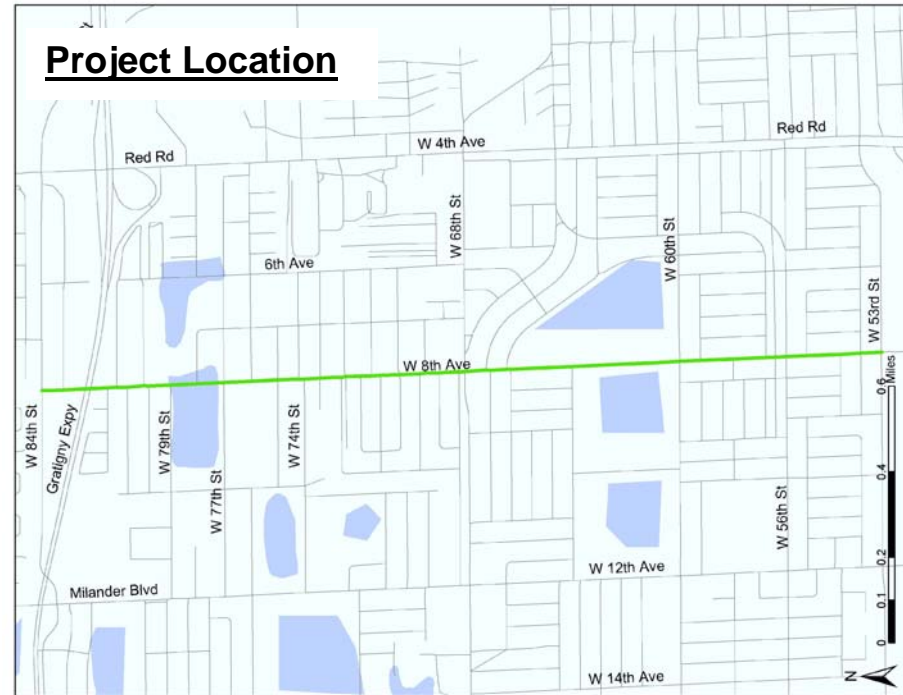 Project Location
W 4th Ave
Red Rd
Red Rd
W 68th St
W 60th St
6th Ave
W 53rd St
W 8th Ave
Miles
0.6
W 84th St
Gratigny Expy
W 79th St
W 77th St
W 74th St
0.4
W 56th St
0.2
W 12th Ave
Milander Blvd
0.1
0
N
W 14th Ave